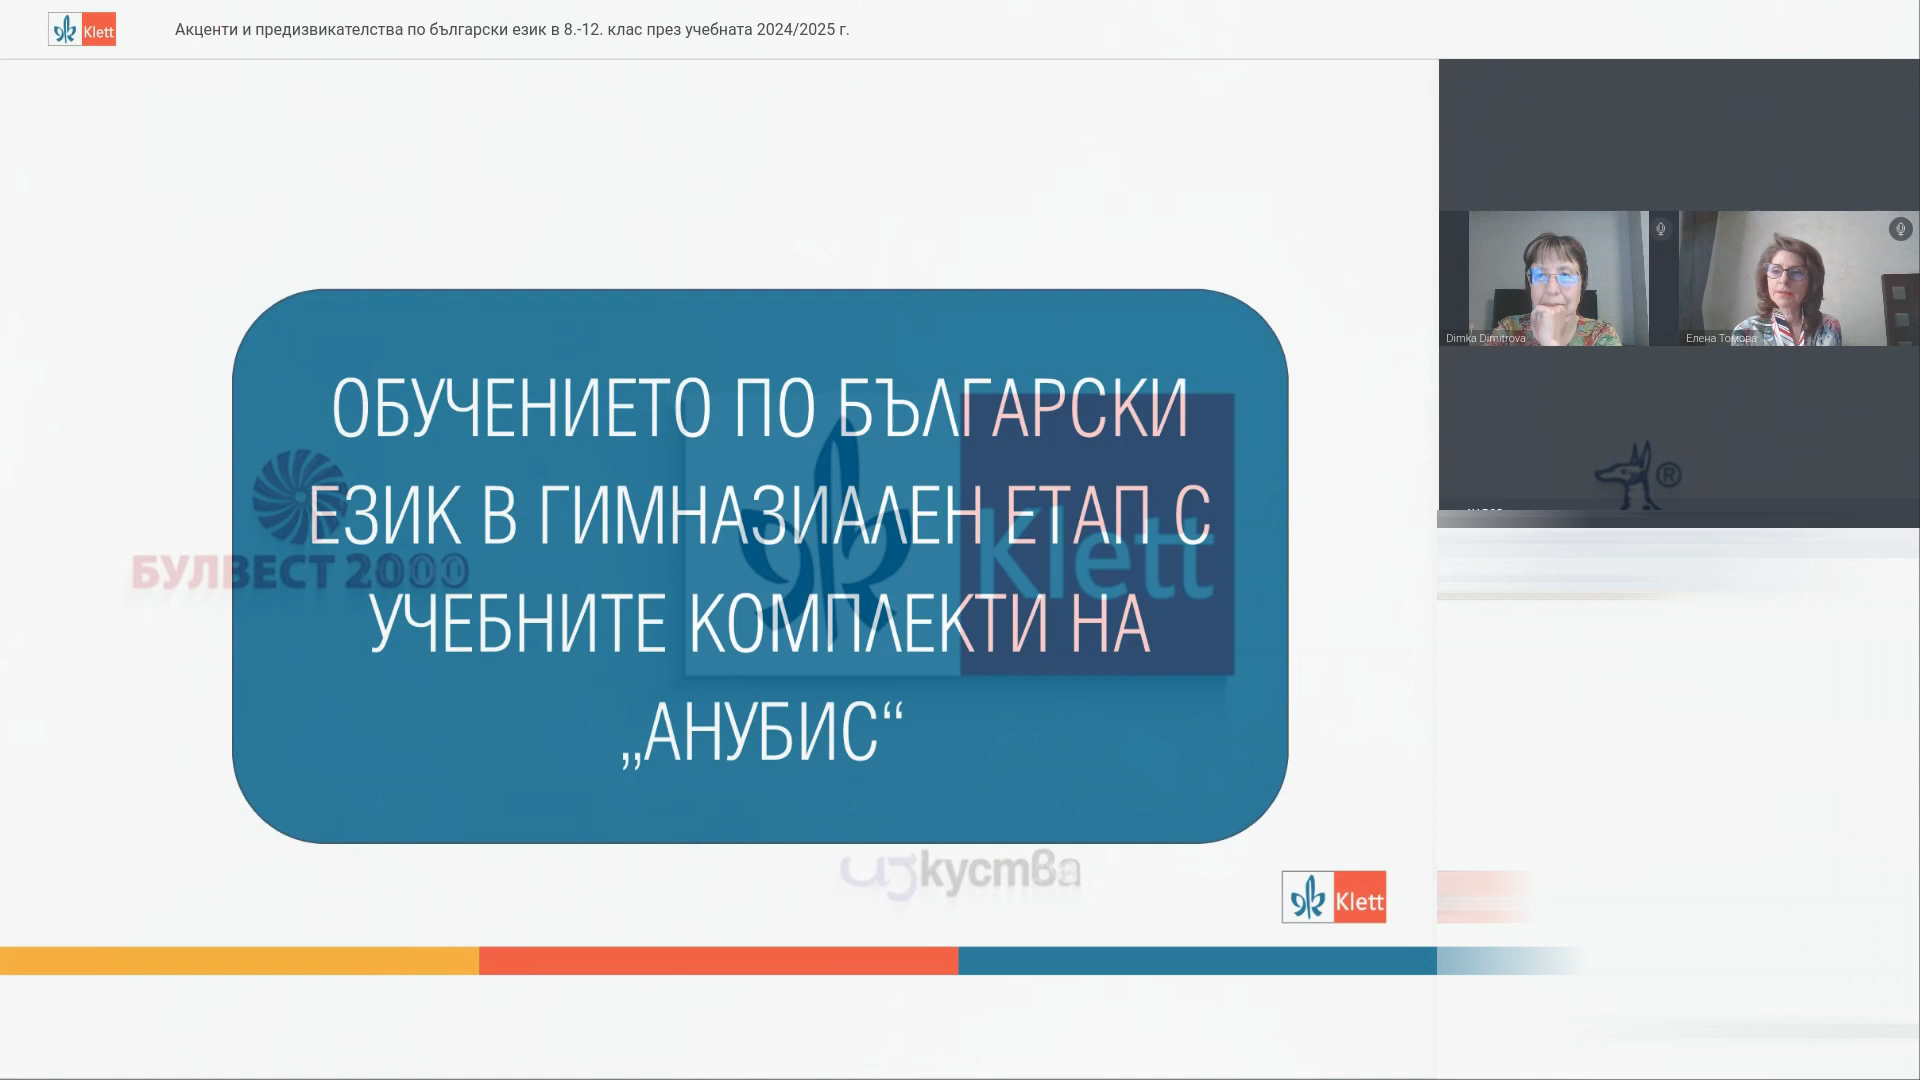 Klett
Акценти и предизвикателства по български език в 8.-12. клас през учебната 2024/2025 г.
ОБУЧЕНИЕТО ПО БЪЛГАРСКИ
ЕЗИК В ГИМНАЗИАЛЕН ЕТАП С
УЧЕБНИТЕ КОМПЛЕКТИ НА
„АНУБИС“
Klett
БУЛВЕСТ 2000
изкуства
Klett
Dimka Dimitrova
Елена Томова
®